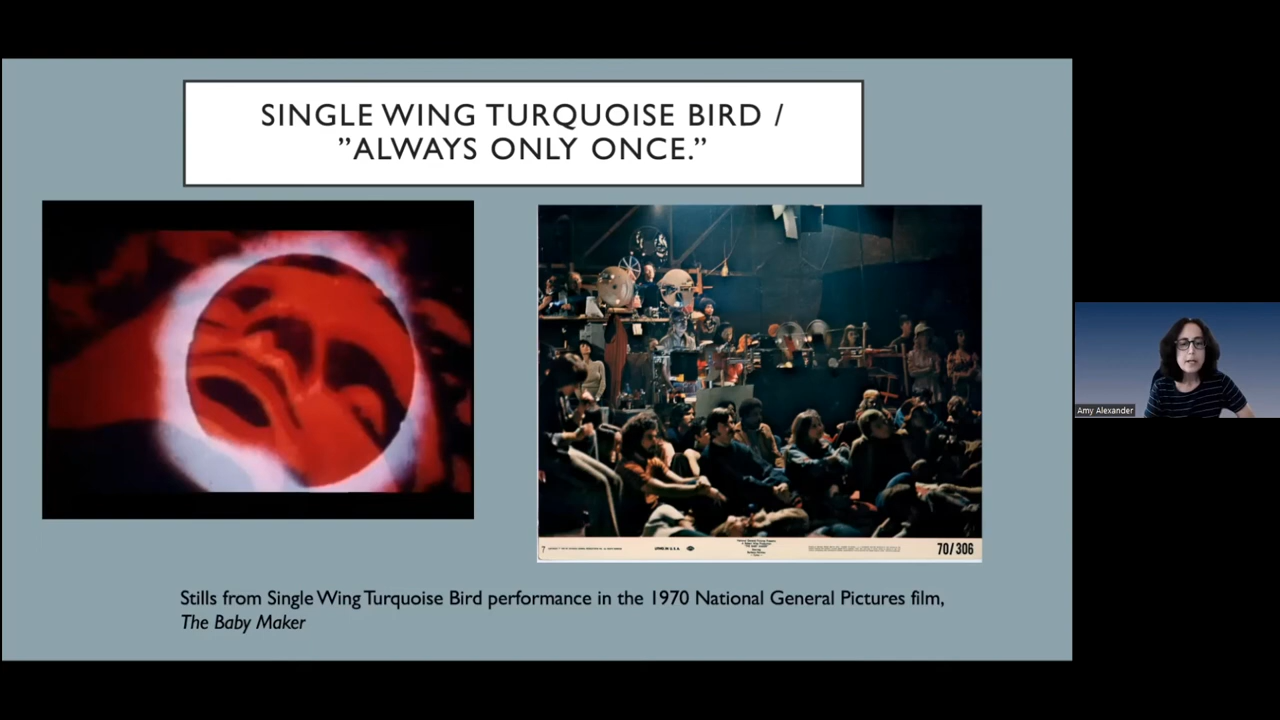 SINGLE WING TURQUOISE BIRD /
”ALWAYS ONLY ONCE.”
7
70/306
Stills from Single Wing Turquoise Bird performance in the 1970 National General Pictures film,
The Baby Maker
Amy Alexander